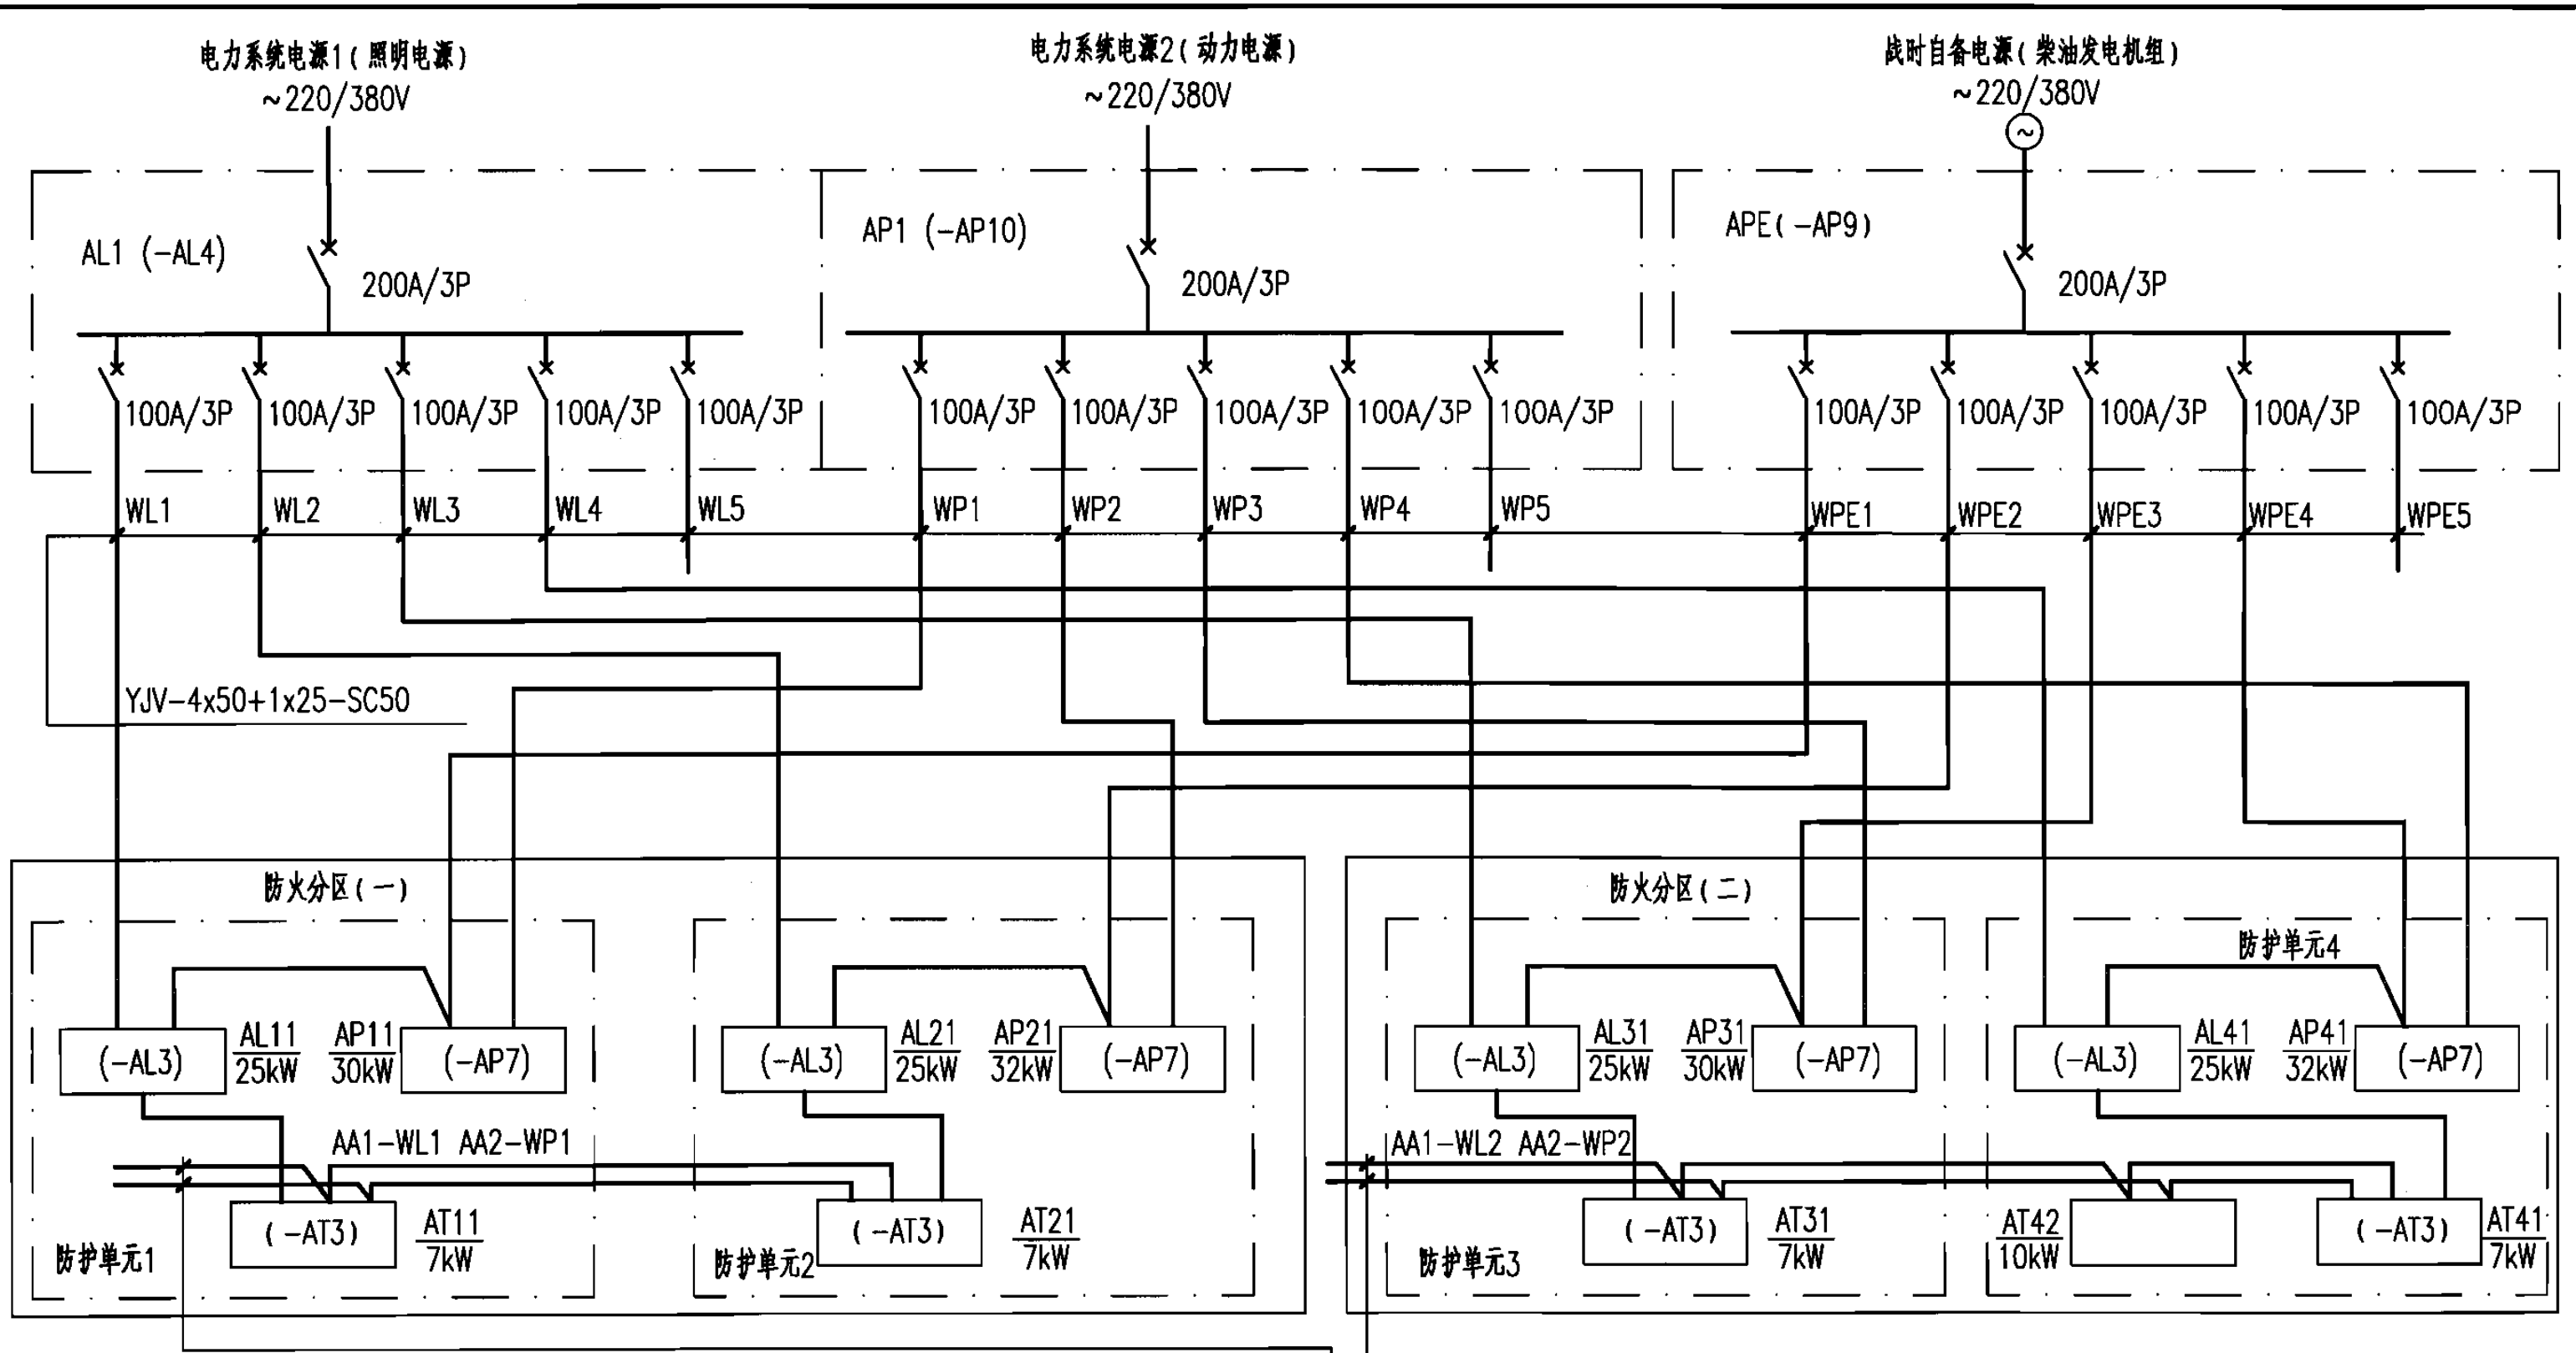 电力系统电源1(照明电源)
~220/380V
电力系统电源2(动力电源)
~220/380V
战时自备电源(柴油发电机组)
~220/380V
~
AL1 (-AL4)
200A/3P
AP1 (-AP10)
200A/3P
APE(-AP9)
200A/3P
100A/3P 100A/3P 100A/3P 100A/3P 100A/3P
100A/3P 100A/3P 100A/3P 100A/3P 100A/3P
100A/3P 100A/3P 100A/3P 100A/3P 100A/3P
WL1 WL2 WL3 WL4 WL5
WP1 WP2 WP3 WP4 WP5
WPE1 WPE2 WPE3 WPE4 WPE5
YJV-4x50+1x25-SC50
防火分区(一)
(-AL3)
AL11
25kW
AP11
30kW
(-AP7)
AA1-WL1 AA2-WP1
(-AT3)
AT11
7kW
防护单元1
(-AL3)
AL21
25kW
AP21
32kW
(-AP7)
(-AT3)
AT21
7kW
防护单元2
防火分区(二)
(-AL3)
AL31
25kW
AP31
30kW
(-AP7)
AA1-WL2 AA2-WP2
(-AT3)
AT31
7kW
防护单元3
防护单元4
(-AL3)
AL41
25kW
AP41
32kW
(-AP7)
AT42
10kW
(-AT3)
AT41
7kW